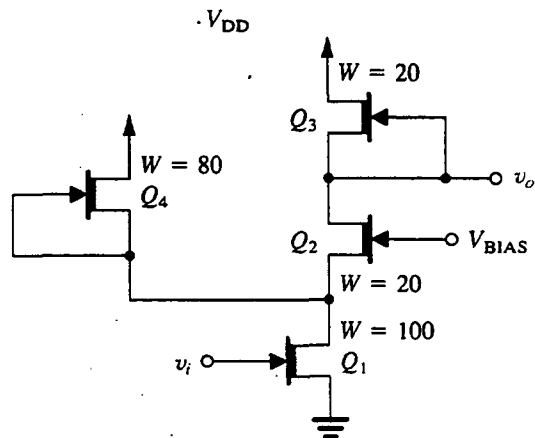 V_DD
W = 20
Q_3
W = 80
Q_4
v_o
Q_2
V_BIAS
W = 20
W = 100
v_i
Q_1